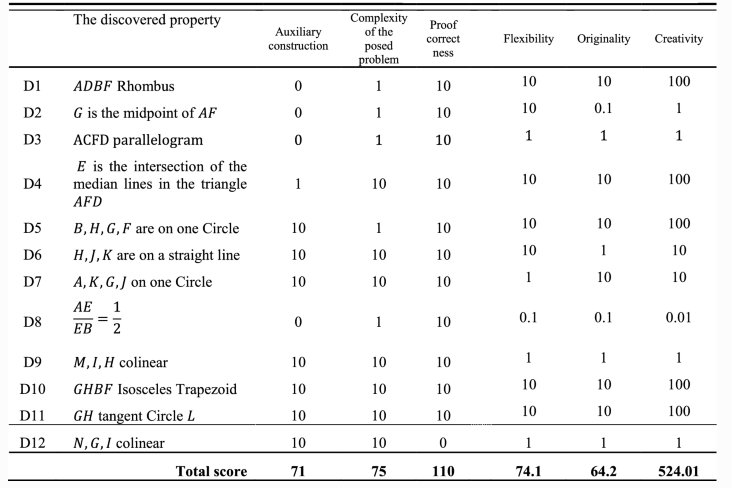 The discovered property Auxiliary construction Complexity of the posed problem Proof correct ness Flexibility Originality Creativity
D1 ADBF Rhombus 0 1 10 10 10 100
D2 G is the midpoint of AF 0 1 10 10 0.1 1
D3 ACFD parallelogram 0 1 10 1 1 1
D4 E is the intersection of the median lines in the triangle AFD 1 10 10 10 10 100
D5 B, H, G, F are on one Circle 10 1 10 10 10 100
D6 H, J, K are on a straight line 10 10 10 10 1 10
D7 A, K, G, J on one Circle 10 10 10 1 10 10
D8 AE/EB = 1/2 0 1 10 0.1 0.1 0.01
D9 M, I, H colinear 10 10 10 1 1 1
D10 GHBF Isosceles Trapezoid 10 10 10 10 10 100
D11 GH tangent Circle L 10 10 10 10 10 100
D12 N, G, I colinear 10 10 0 1 1 1
Total score 71 75 110 74.1 64.2 524.01